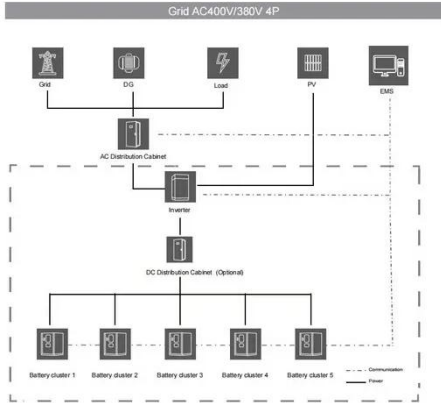 Grid AC400V/380V 4P
Grid
DG
Load
PV
EMS
AC Distribution Cabinet
Inverter
DC Distribution Cabinet (Optional)
Battery cluster 1
Battery cluster 2
Battery cluster 3
Battery cluster 4
Battery cluster 5
Communication
Power